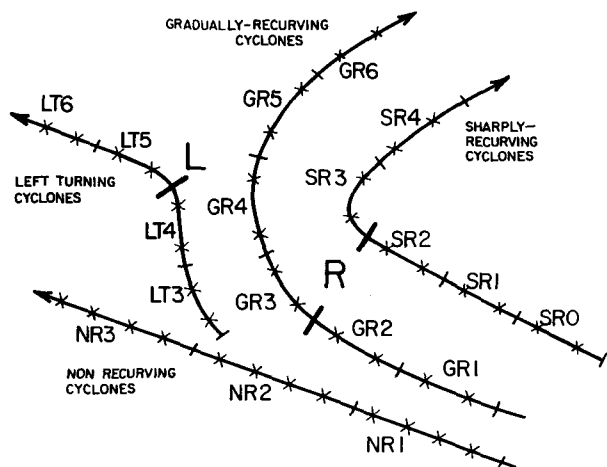 GRADUALLY-RECURVING
CYCLONES
GR6
GR5
LT6
LT5
L
SR4
SHARPLY-
RECURVING
CYCLONES
LEFT TURNING
CYCLONES
SR3
GR4
LT4
SR2
R
LT3
SR1
GR3
SR0
NR3
GR2
NON RECURVING
CYCLONES
GR1
NR2
NR1